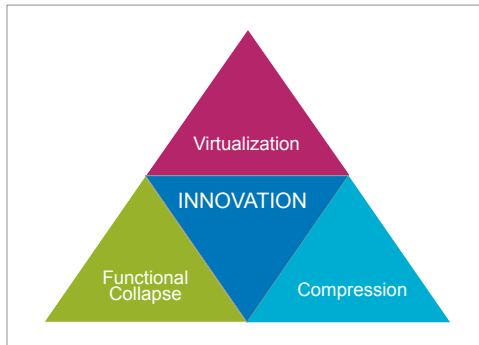 Virtualization
INNOVATION
Functional
Collapse
Compression